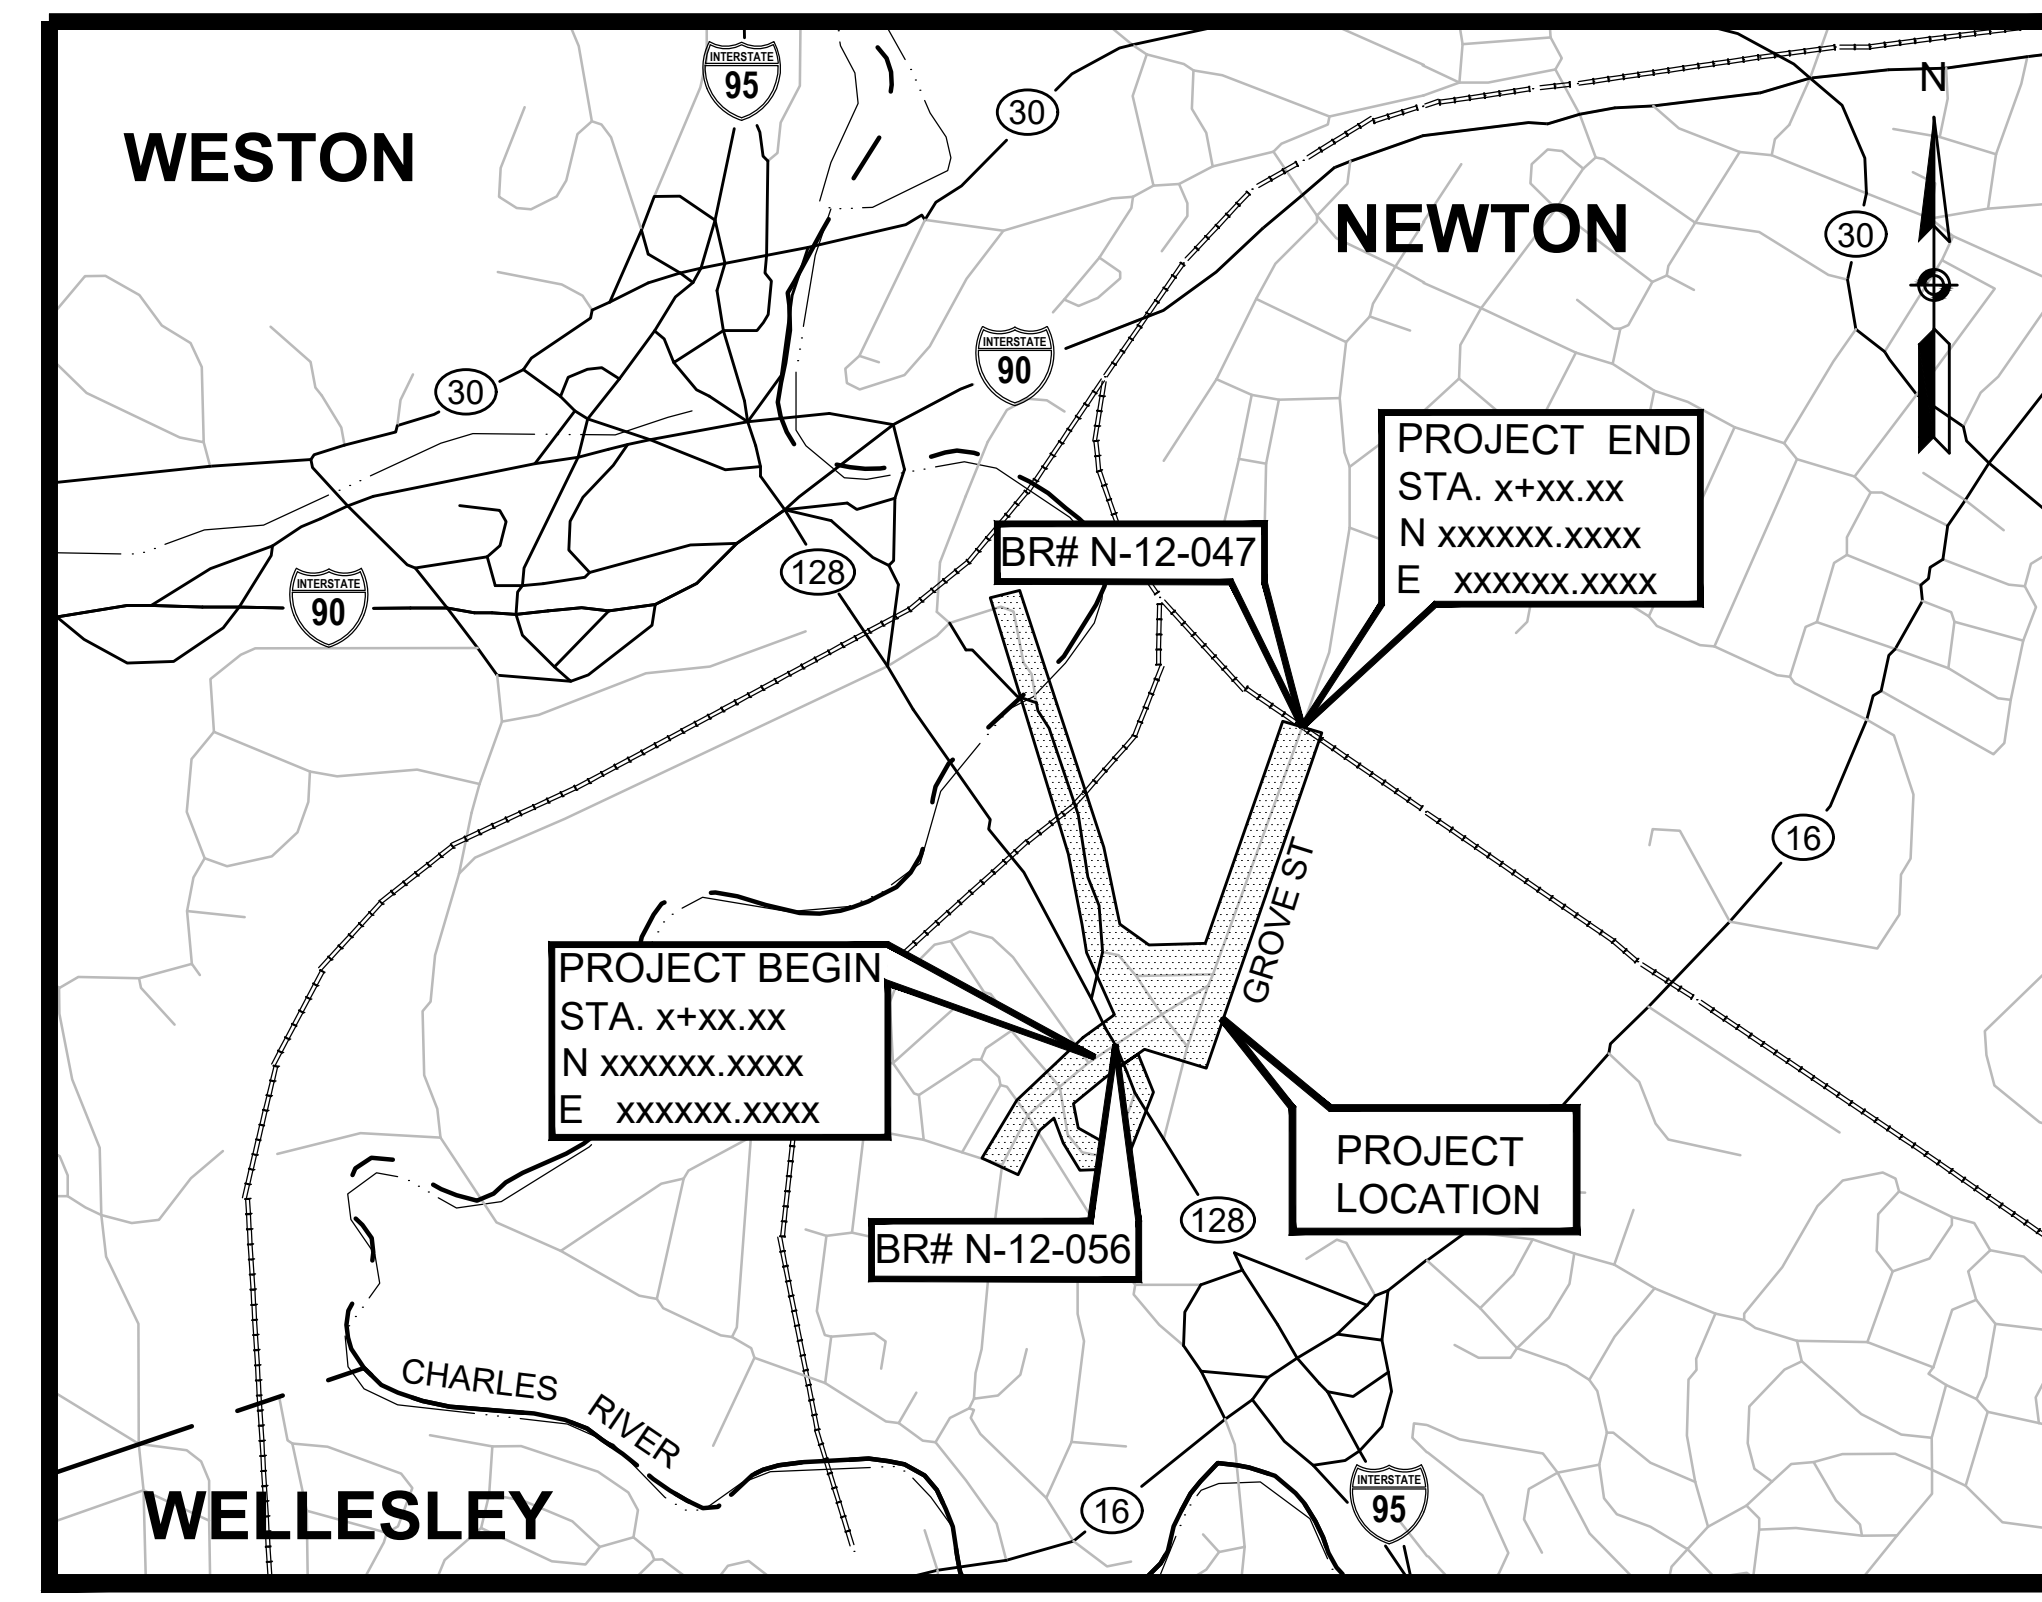 INTERSTATE
95
30
WESTON
N
NEWTON
30
INTERSTATE
90
30
PROJECT END
STA. x+xx.xx
N xxxxxx.xxxx
E xxxxxx.xxxx
BR# N-12-047
128
INTERSTATE
90
16
GROVE ST
PROJECT BEGIN
STA. x+xx.xx
N xxxxxx.xxxx
E xxxxxx.xxxx
PROJECT
LOCATION
128
BR# N-12-056
CHARLES RIVER
INTERSTATE
95
16
WELLESLEY